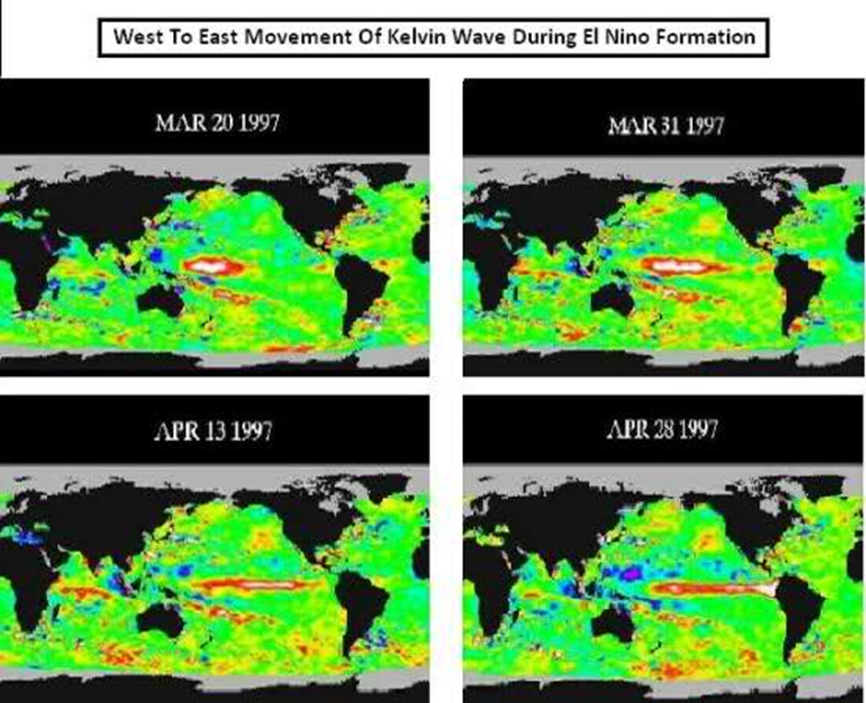 West To East Movement Of Kelvin Wave During El Nino Formation
MAR 20 1997
MAR 31 1997
APR 13 1997
APR 28 1997